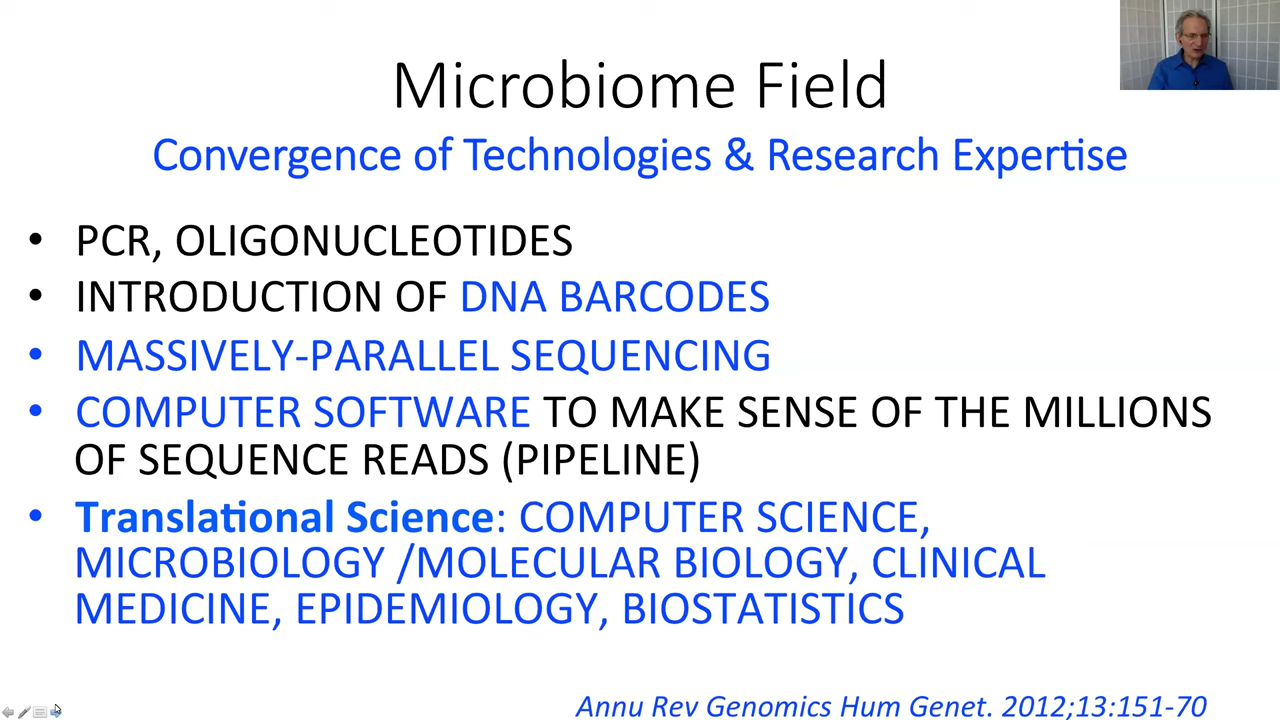 Microbiome Field
Convergence of Technologies & Research Expertise
• PCR, OLIGONUCLEOTIDES
• INTRODUCTION OF DNA BARCODES
• MASSIVELY-PARALLEL SEQUENCING
• COMPUTER SOFTWARE TO MAKE SENSE OF THE MILLIONS
OF SEQUENCE READS (PIPELINE)
• Translational Science: COMPUTER SCIENCE,
MICROBIOLOGY /MOLECULAR BIOLOGY, CLINICAL
MEDICINE, EPIDEMIOLOGY, BIOSTATISTICS
Annu Rev Genomics Hum Genet. 2012;13:151-70